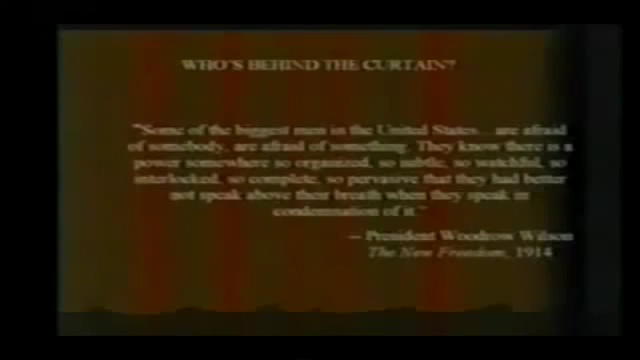 WHO'S BEHIND THE CURTAIN?
"Some of the biggest men in the United States... are afraid
of somebody, are afraid of something. They know there is a
power somewhere so organized, so subtle, so watchful, so
interlocked, so complete, so pervasive that they had better
not speak above their breath when they speak in
condemnation of it."
-- President Woodrow Wilson
The New Freedom, 1914